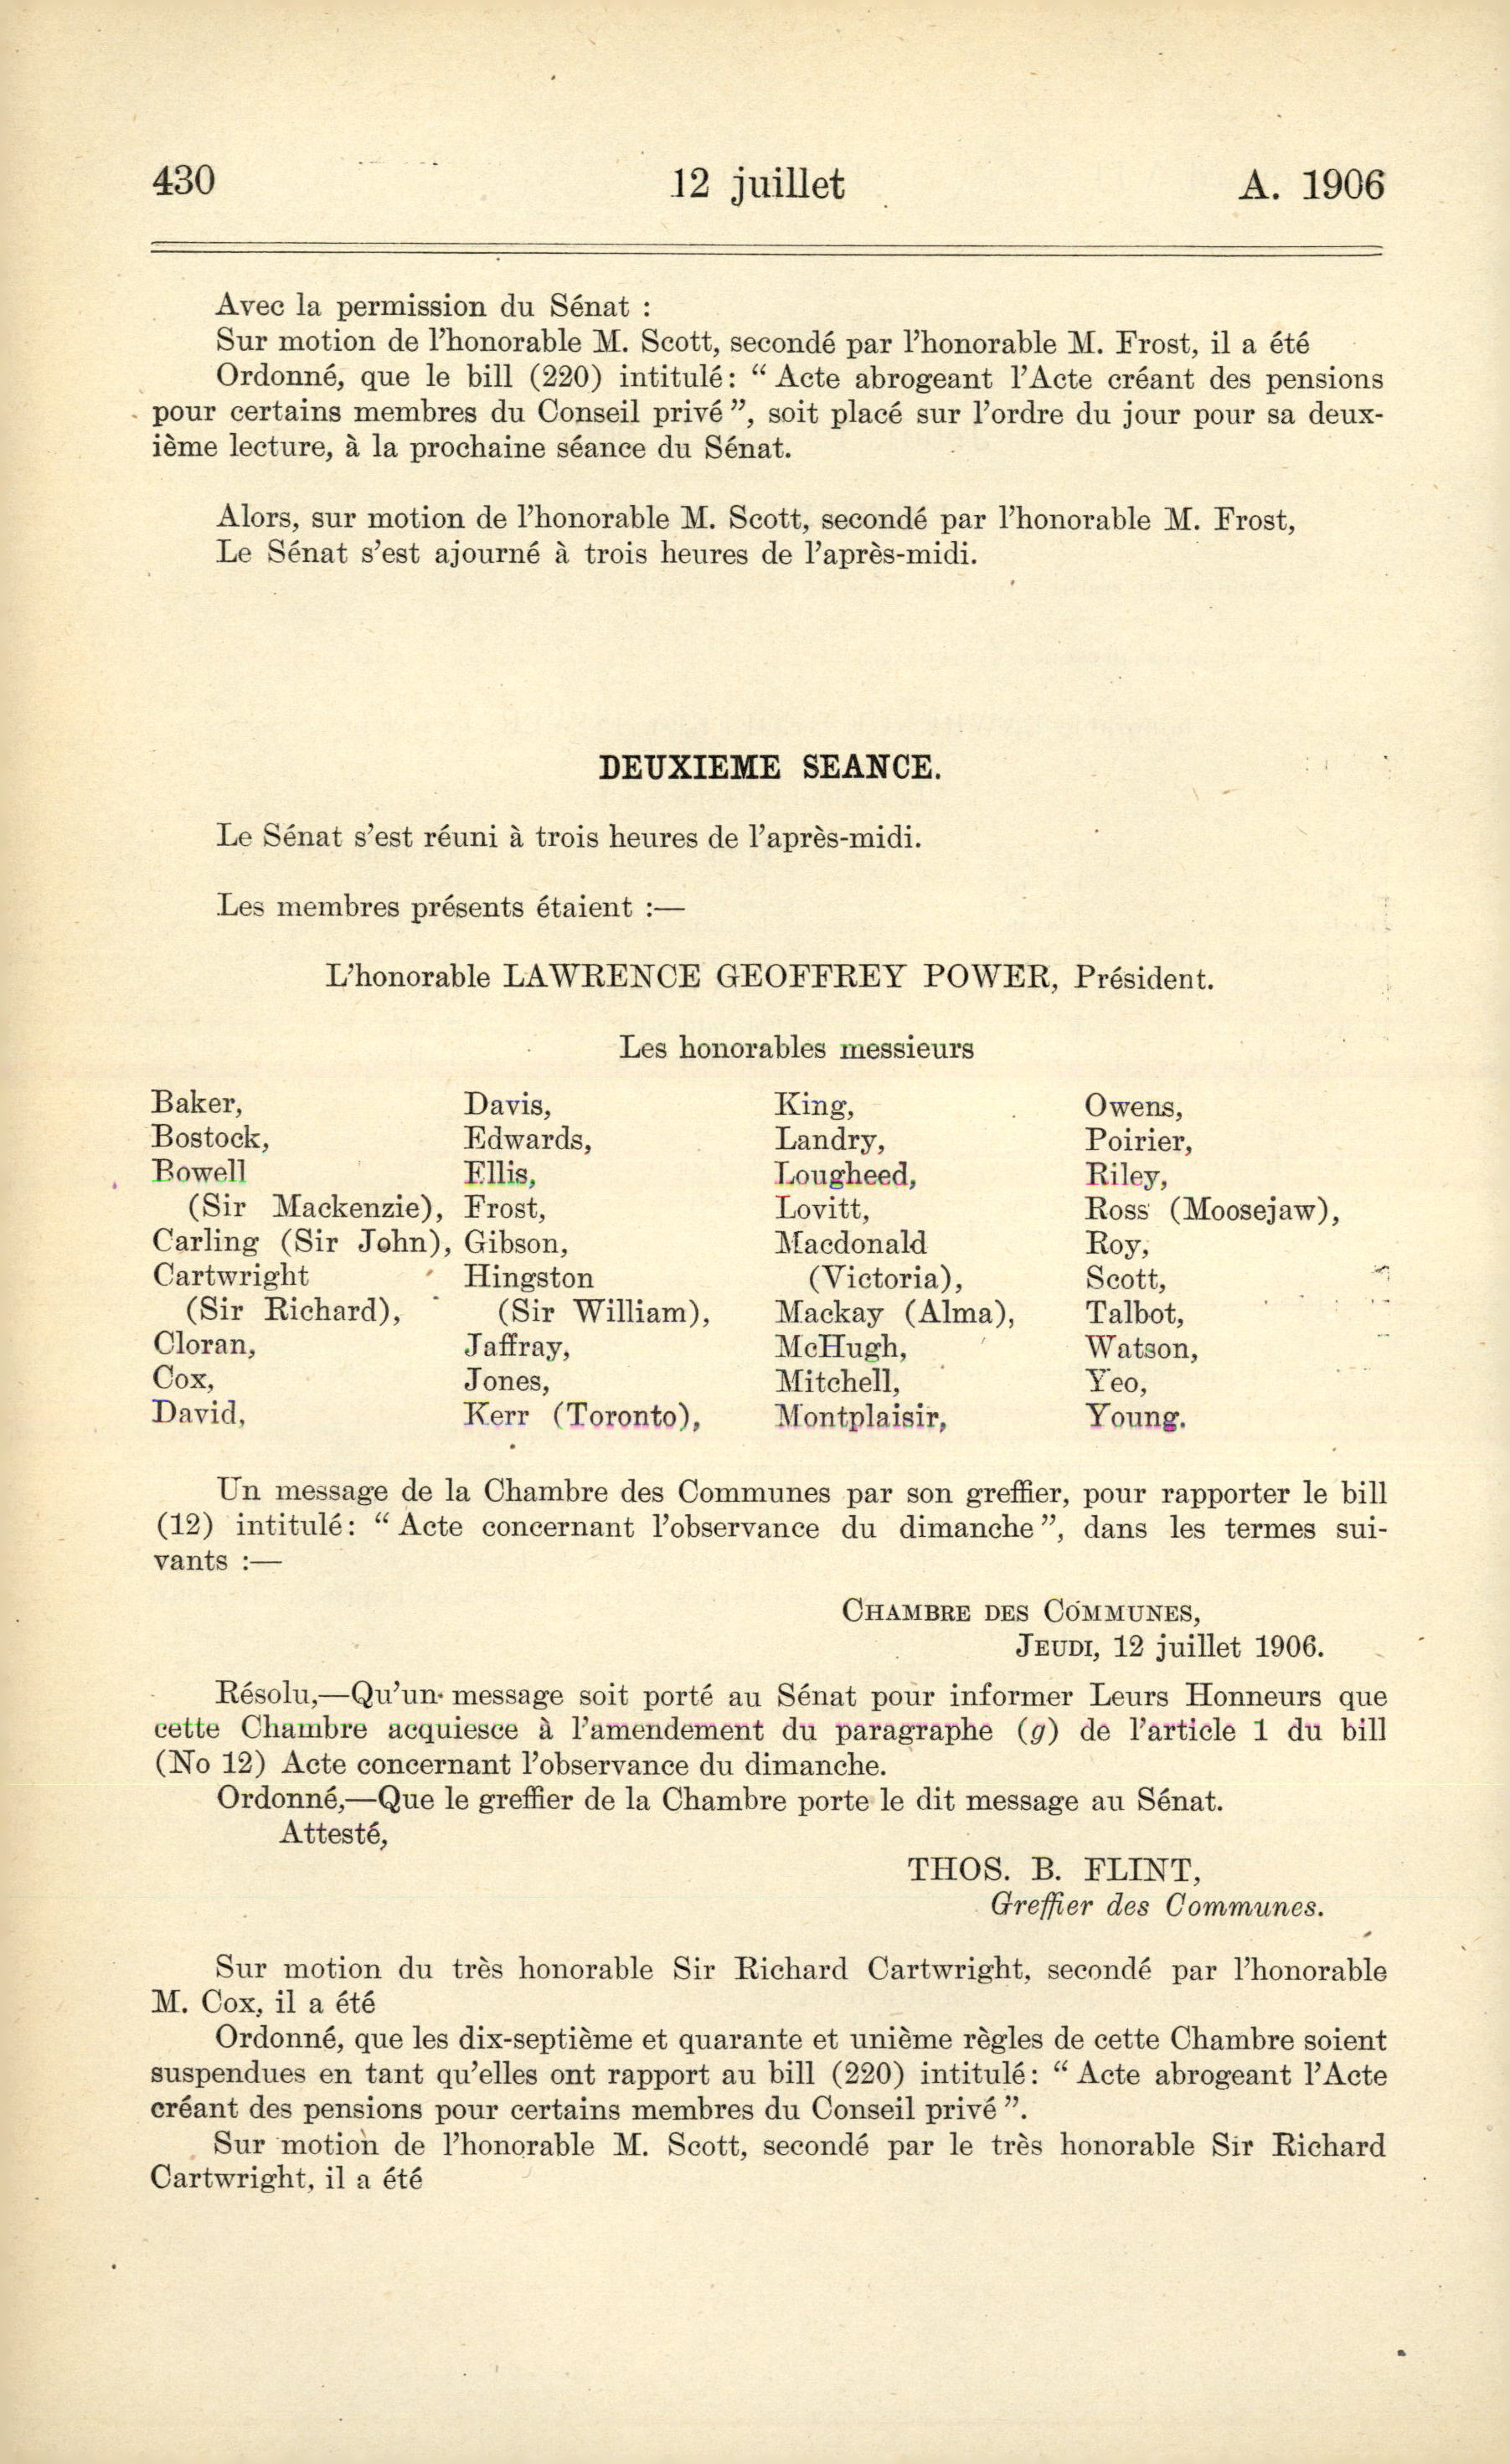 430 12 juillet A. 1906
Avec la permission du Sénat :
Sur motion de l'honorable M. Scott, secondé par l'honorable M. Frost, il a été
Ordonné, que le bill (220) intitulé: “ Acte abrogeant l'Acte créant des pensions
pour certains membres du Conseil privé ”, soit placé sur l'ordre du jour pour sa deux-
ième lecture, à la prochaine séance du Sénat.
Alors, sur motion de l'honorable M. Scott, secondé par l'honorable M. Frost,
Le Sénat s'est ajourné à trois heures de l'après-midi.
DEUXIEME SEANCE.
Le Sénat s'est réuni à trois heures de l'après-midi.
Les membres présents étaient :—
L'honorable LAWRENCE GEOFFREY POWER, Président.
Les honorables messieurs
Baker,
Bostock,
Bowell
(Sir Mackenzie),
Carling (Sir John),
Cartwright
(Sir Richard),
Cloran,
Cox,
David,
Davis,
Edwards,
Ellis,
Frost,
Gibson,
Hingston
(Sir William),
Jaffray,
Jones,
Kerr (Toronto),
King,
Landry,
Lougheed,
Lovitt,
Macdonald
(Victoria),
Mackay (Alma),
McHugh,
Mitchell,
Montplaisir,
Owens,
Poirier,
Riley,
Ross (Moosejaw),
Roy,
Scott,
Talbot,
Watson,
Yeo,
Young.
Un message de la Chambre des Communes par son greffier, pour rapporter le bill
(12) intitulé: “ Acte concernant l'observance du dimanche ”, dans les termes sui-
vants :—
CHAMBRE DES COMMUNES,
JEUDI, 12 juillet 1906.
Résolu,—Qu'un message soit porté au Sénat pour informer Leurs Honneurs que
cette Chambre acquiesce à l'amendement du paragraphe (g) de l'article 1 du bill
(No 12) Acte concernant l'observance du dimanche.
Ordonné,—Que le greffier de la Chambre porte le dit message au Sénat.
Attesté,
THOS. B. FLINT,
Greffier des Communes.
Sur motion du très honorable Sir Richard Cartwright, secondé par l'honorable
M. Cox, il a été
Ordonné, que les dix-septième et quarante et unième règles de cette Chambre soient
suspendues en tant qu'elles ont rapport au bill (220) intitulé: “ Acte abrogeant l'Acte
créant des pensions pour certains membres du Conseil privé ”.
Sur motion de l'honorable M. Scott, secondé par le très honorable Sir Richard
Cartwright, il a été